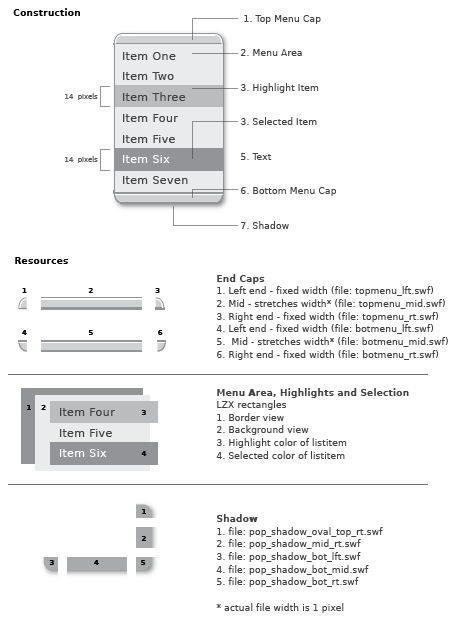 Construction
1. Top Menu Cap
Item One
2. Menu Area
Item Two
14 pixels
Item Three
3. Highlight Item
Item Four
3. Selected Item
Item Five
14 pixels
Item Six
5. Text
Item Seven
6. Bottom Menu Cap
7. Shadow
Resources
1 2 3
4 5 6
End Caps
1. Left end - fixed width (file: topmenu_lft.swf)
2. Mid - stretches width* (file: topmenu_mid.swf)
3. Right end - fixed width (file: topmenu_rt.swf)
4. Left end - fixed width (file: botmenu_lft.swf)
5.  Mid - stretches width* (file: botmenu_mid.swf)
6. Right end - fixed width (file: botmenu_rt.swf)
1 2 Item Four 3
Item Five
Item Six 4
Menu Area, Highlights and Selection
LZX rectangles
1. Border view
2. Background view
3. Highlight color of listitem
4. Selected color of listitem
1
2
3 4 5
Shadow
1. file: pop_shadow_oval_top_rt.swf
2. file: pop_shadow_mid_rt.swf
3. file: pop_shadow_bot_lft.swf
4. file: pop_shadow_bot_mid.swf
5. file: pop_shadow_bot_rt.swf
* actual file width is 1 pixel